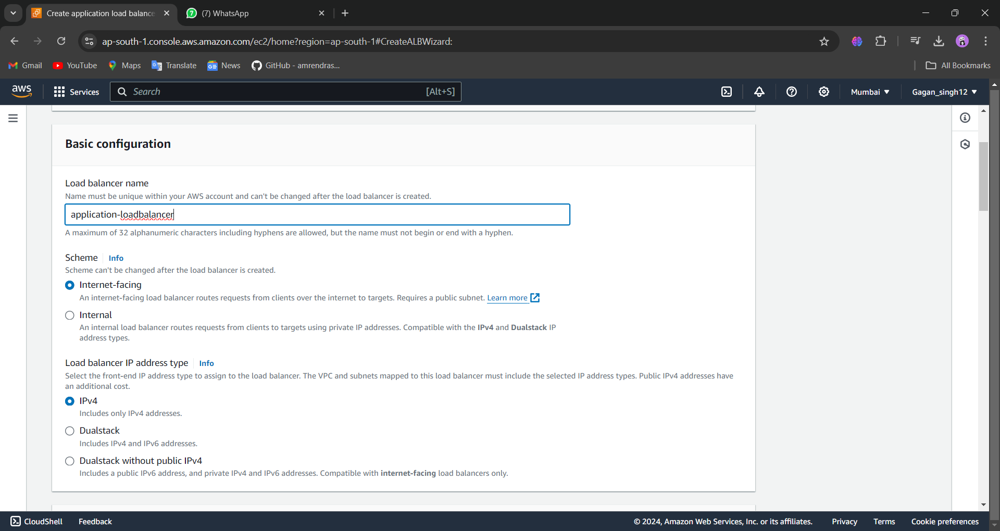 Create application load balance
(7) WhatsApp
ap-south-1.console.aws.amazon.com/ec2/home?region=ap-south-1#CreateALBWizard:
Gmail YouTube Maps Translate News GitHub - amrendras... All Bookmarks
aws Services Search [Alt+S] Mumbai Gagan_singh12
Basic configuration
Load balancer name
Name must be unique within your AWS account and can't be changed after the load balancer is created.
application-loadbalancer
A maximum of 32 alphanumeric characters including hyphens are allowed, but the name must not begin or end with a hyphen.
Scheme Info
Scheme can't be changed after the load balancer is created.
Internet-facing
An internet-facing load balancer routes requests from clients over the internet to targets. Requires a public subnet. Learn more
Internal
An internal load balancer routes requests from clients to targets using private IP addresses. Compatible with the IPv4 and Dualstack IP
address types.
Load balancer IP address type Info
Select the front-end IP address type to assign to the load balancer. The VPC and subnets mapped to this load balancer must include the selected IP address types. Public IPv4 addresses have
an additional cost.
IPv4
Includes only IPv4 addresses.
Dualstack
Includes IPv4 and IPv6 addresses.
Dualstack without public IPv4
Includes a public IPv6 address, and private IPv4 and IPv6 addresses. Compatible with internet-facing load balancers only.
CloudShell Feedback © 2024, Amazon Web Services, Inc. or its affiliates. Privacy Terms Cookie preferences